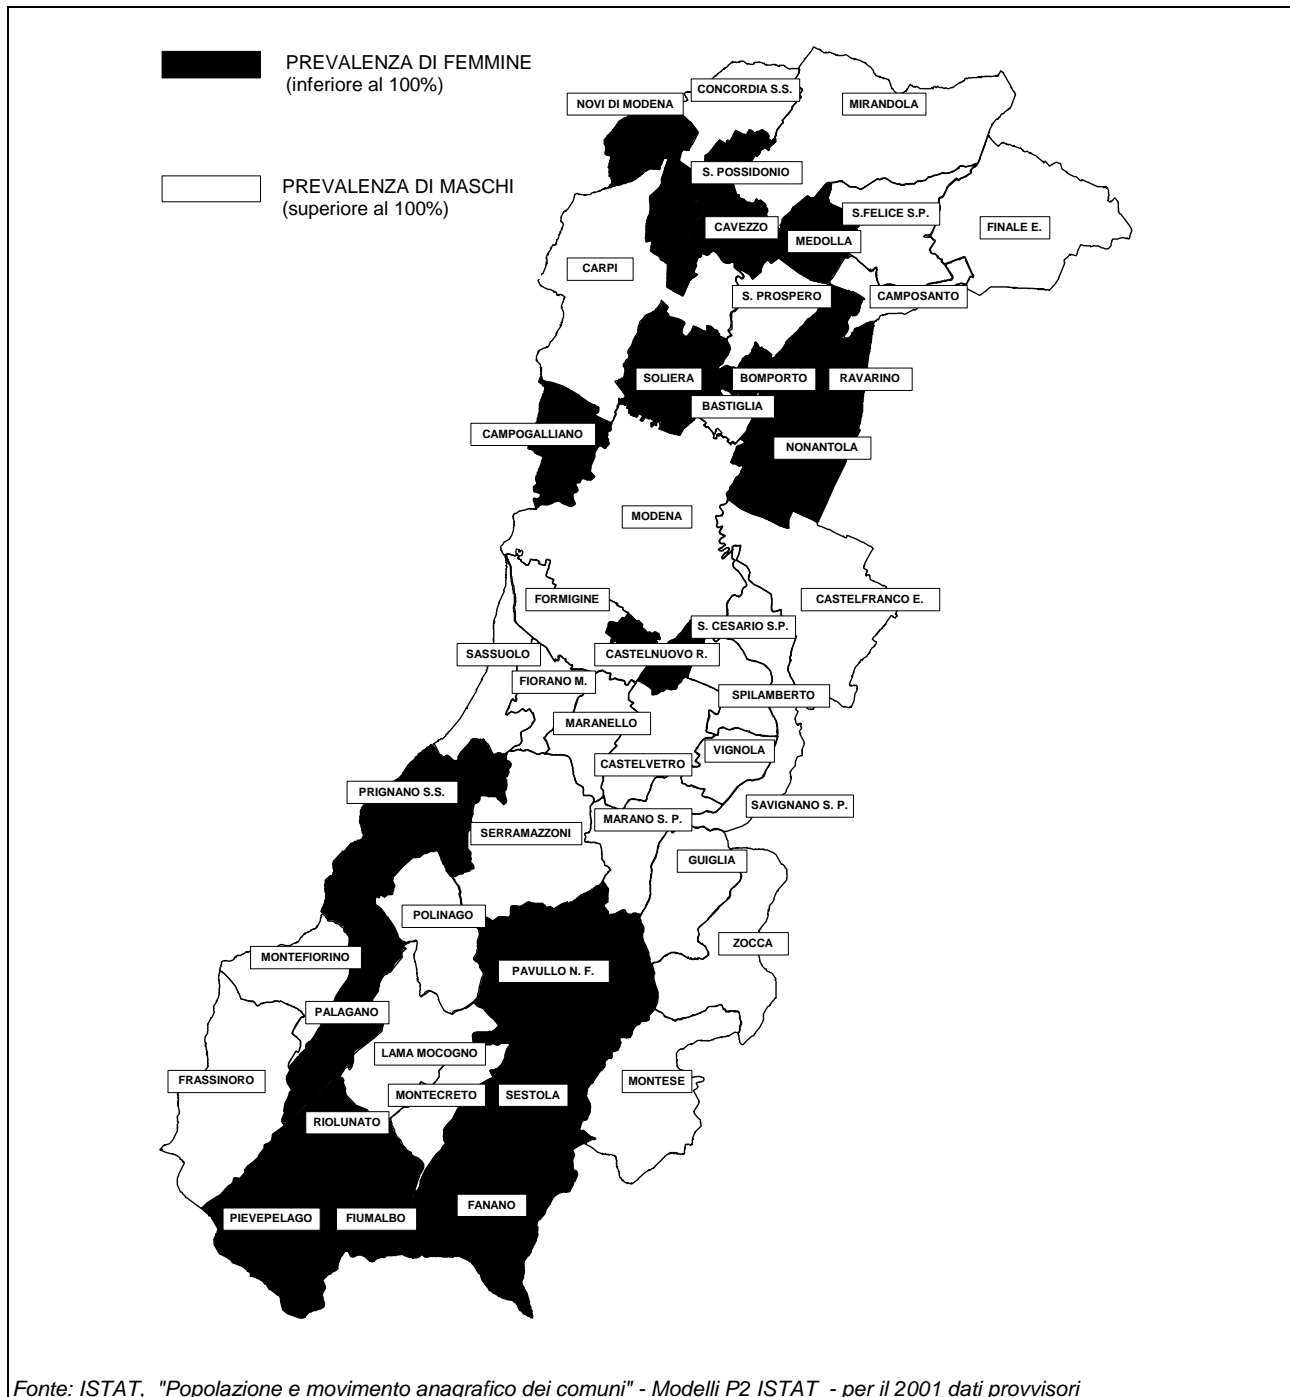 PREVALENZA DI FEMMINE
(inferiore al 100%)
PREVALENZA DI MASCHI
(superiore al 100%)
CONCORDIA S.S.
NOVI DI MODENA
MIRANDOLA
S. POSSIDONIO
S.FELICE S.P.
CAVEZZO
FINALE E.
MEDOLLA
CARPI
S. PROSPERO
CAMPOSANTO
SOLIERA
BOMPORTO
RAVARINO
BASTIGLIA
CAMPOGALLIANO
NONANTOLA
MODENA
FORMIGINE
CASTELFRANCO E.
S. CESARIO S.P.
SASSUOLO
CASTELNUOVO R.
FIORANO M.
SPILAMBERTO
MARANELLO
VIGNOLA
CASTELVETRO
PRIGNANO S.S.
SAVIGNANO S. P.
MARANO S. P.
SERRAMAZZONI
GUIGLIA
POLINAGO
ZOCCA
MONTEFIORINO
PAVULLO N. F.
PALAGANO
LAMA MOCOGNO
FRASSINORO
MONTESE
MONTECRETO
SESTOLA
RIOLUNATO
FANANO
PIEVEPELAGO
FIUMALBO
Fonte: ISTAT, "Popolazione e movimento anagrafico dei comuni" - Modelli P2 ISTAT - per il 2001 dati provvisori